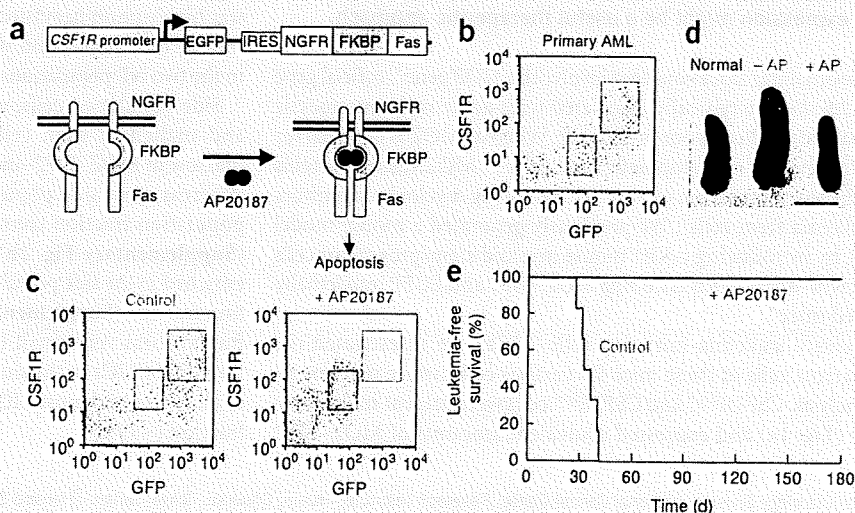 a
CSF1R promoter EGFP IRES NGFR FKBP Fas
NGFR
FKBP
Fas
AP20187
NGFR
FKBP
Fas
Apoptosis
b
Primary AML
CSF1R
10⁴
10³
10²
10¹
10⁰
10⁰ 10¹ 10² 10³ 10⁴
GFP
d
Normal – AP + AP
c
Control
CSF1R
10⁴
10³
10²
10¹
10⁰
10⁰ 10¹ 10² 10³ 10⁴
GFP
+ AP20187
CSF1R
10⁴
10³
10²
10¹
10⁰
10⁰ 10¹ 10² 10³ 10⁴
GFP
e
Leukemia-free
survival (%)
100
80
60
40
20
0
+ AP20187
Control
0 30 60 90 120 150 180
Time (d)